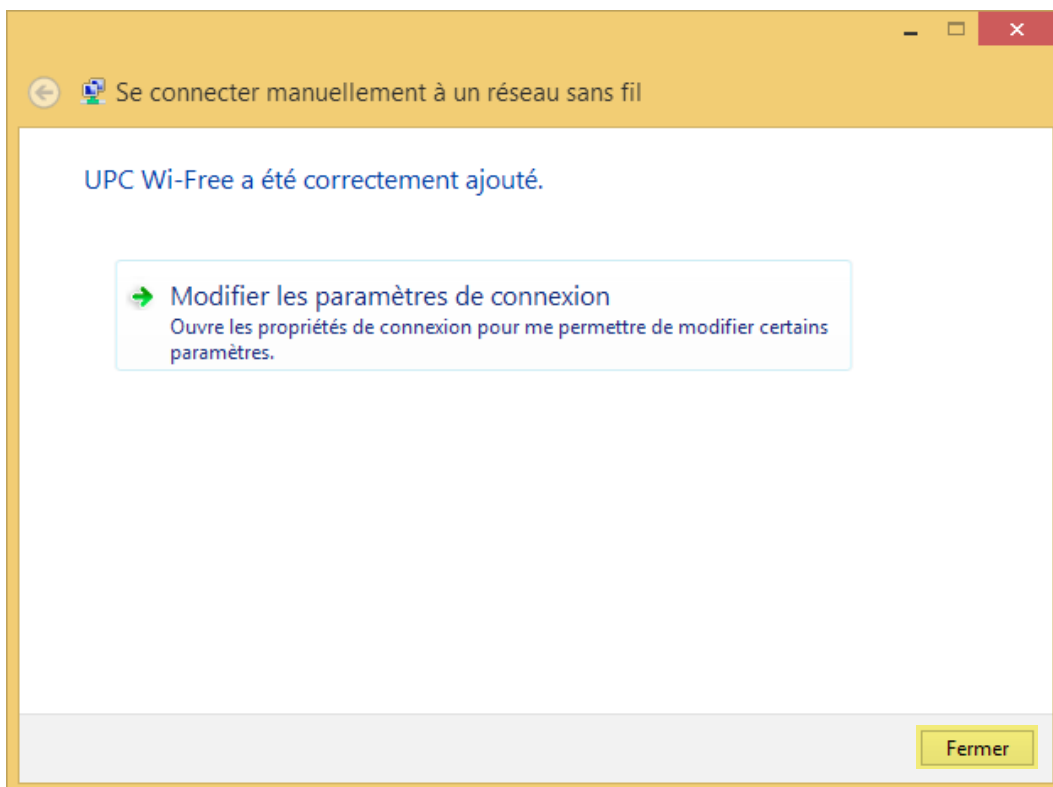 Se connecter manuellement à un réseau sans fil
UPC Wi-Free a été correctement ajouté.
Modifier les paramètres de connexion
Ouvre les propriétés de connexion pour me permettre de modifier certains
paramètres.
Fermer